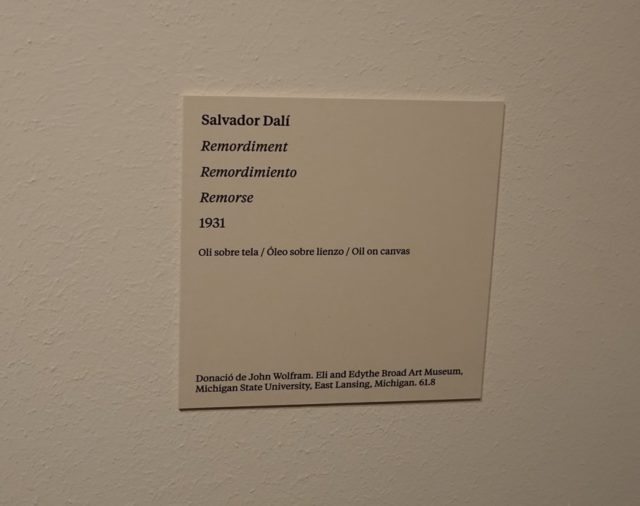 Salvador Dalí
Remordiment
Remordimiento
Remorse
1931
Oli sobre tela / Óleo sobre lienzo / Oil on canvas
Donació de John Wolfram. Eli and Edythe Broad Art Museum,
Michigan State University, East Lansing, Michigan. 61.8